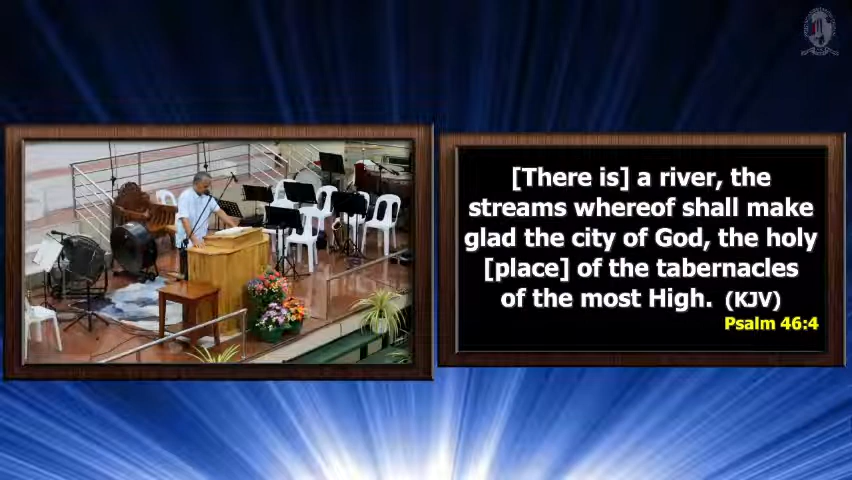 [There is] a river, the
streams whereof shall make
glad the city of God, the holy
[place] of the tabernacles
of the most High. (KJV)
Psalm 46:4